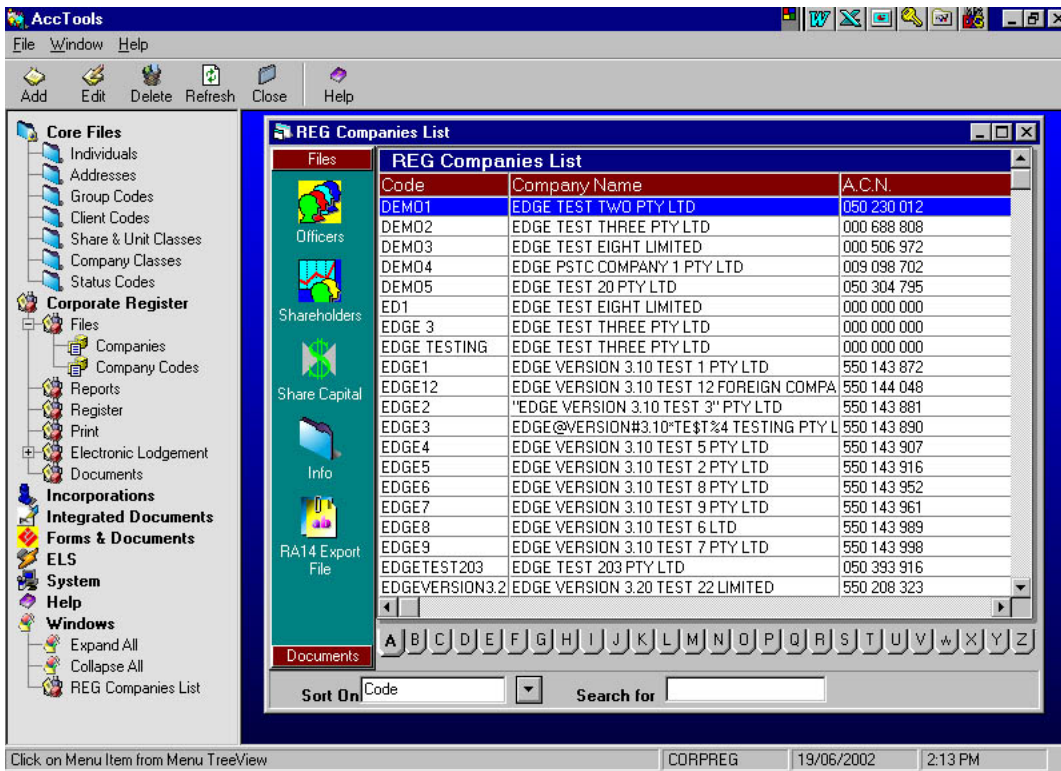 AccTools
File Window Help
Add Edit Delete Refresh Close Help
Core Files
Individuals
Addresses
Group Codes
Client Codes
Share & Unit Classes
Company Classes
Status Codes
Corporate Register
Files
Companies
Company Codes
Reports
Register
Print
Electronic Lodgement
Documents
Incorporations
Integrated Documents
Forms & Documents
ELS
System
Help
Windows
Expand All
Collapse All
REG Companies List
REG Companies List
Files
Officers
Shareholders
Share Capital
Info
RA14 Export
File
Documents
REG Companies List
Code Company Name A.C.N.
DEMO1 EDGE TEST TWO PTY LTD 050 230 012
DEMO2 EDGE TEST THREE PTY LTD 000 688 808
DEMO3 EDGE TEST EIGHT LIMITED 000 506 972
DEMO4 EDGE PSTC COMPANY 1 PTY LTD 009 098 702
DEMO5 EDGE TEST 20 PTY LTD 050 304 795
ED1 EDGE TEST EIGHT LIMITED 000 000 000
EDGE 3 EDGE TEST THREE PTY LTD 000 000 000
EDGE TESTING EDGE TEST THREE PTY LTD 000 000 000
EDGE1 EDGE VERSION 3.10 TEST 1 PTY LTD 550 143 872
EDGE12 EDGE VERSION 3.10 TEST 12 FOREIGN COMPA 550 144 048
EDGE2 "EDGE VERSION 3.10 TEST 3" PTY LTD 550 143 881
EDGE3 EDGE@VERSION#3.10*TE$T%4 TESTING PTY L 550 143 890
EDGE4 EDGE VERSION 3.10 TEST 5 PTY LTD 550 143 907
EDGE5 EDGE VERSION 3.10 TEST 2 PTY LTD 550 143 916
EDGE6 EDGE VERSION 3.10 TEST 8 PTY LTD 550 143 952
EDGE7 EDGE VERSION 3.10 TEST 9 PTY LTD 550 143 961
EDGE8 EDGE VERSION 3.10 TEST 6 LTD 550 143 989
EDGE9 EDGE VERSION 3.10 TEST 7 PTY LTD 550 143 998
EDGETEST203 EDGE TEST 203 PTY LTD 050 393 916
EDGEVERSION3.2 EDGE VERSION 3.20 TEST 22 LIMITED 550 208 323
A B C D E F G H I J K L M N O P Q R S T U V w X Y Z
Sort On Code Search for
Click on Menu Item from Menu TreeView CORPREG 19/06/2002 2:13 PM